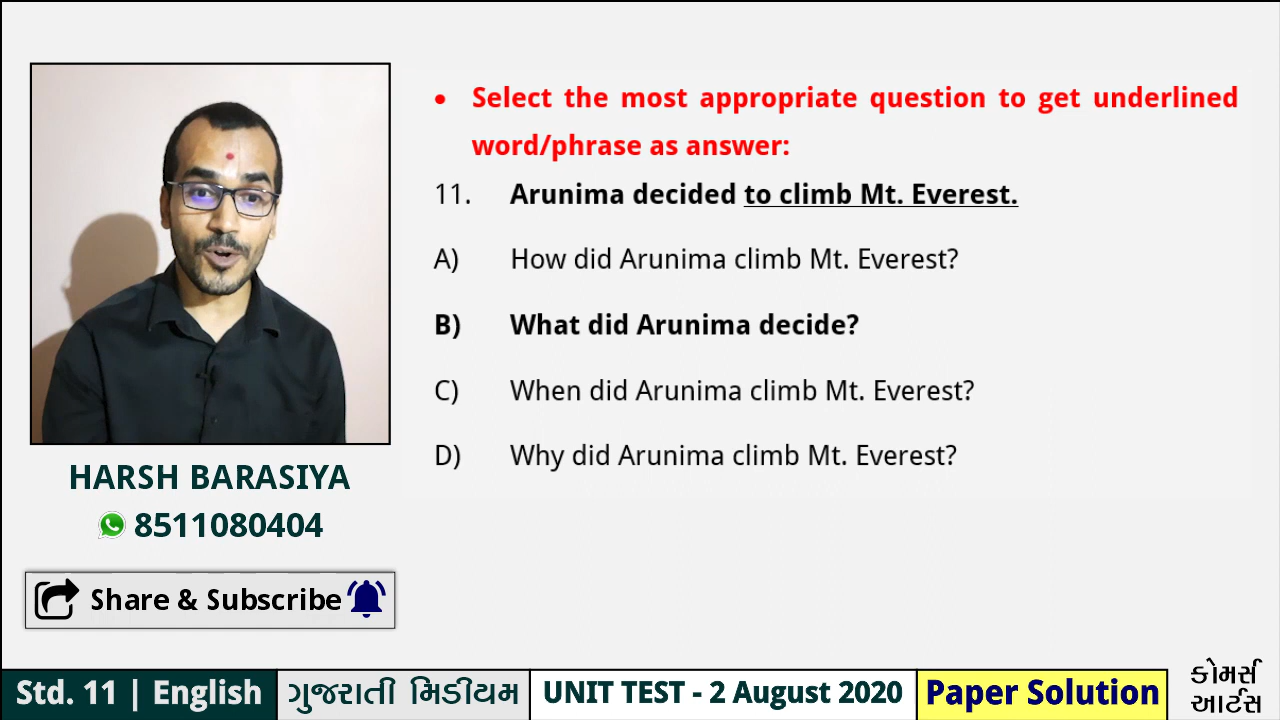 • Select the most appropriate question to get underlined
word/phrase as answer:
11. Arunima decided to climb Mt. Everest.
A) How did Arunima climb Mt. Everest?
B) What did Arunima decide?
C) When did Arunima climb Mt. Everest?
D) Why did Arunima climb Mt. Everest?
HARSH BARASIYA
8511080404
Share & Subscribe
Std. 11 | English
ગુજરાતી મિડીયમ
UNIT TEST - 2 August 2020
Paper Solution
કોમર્સ
આર્ટસ